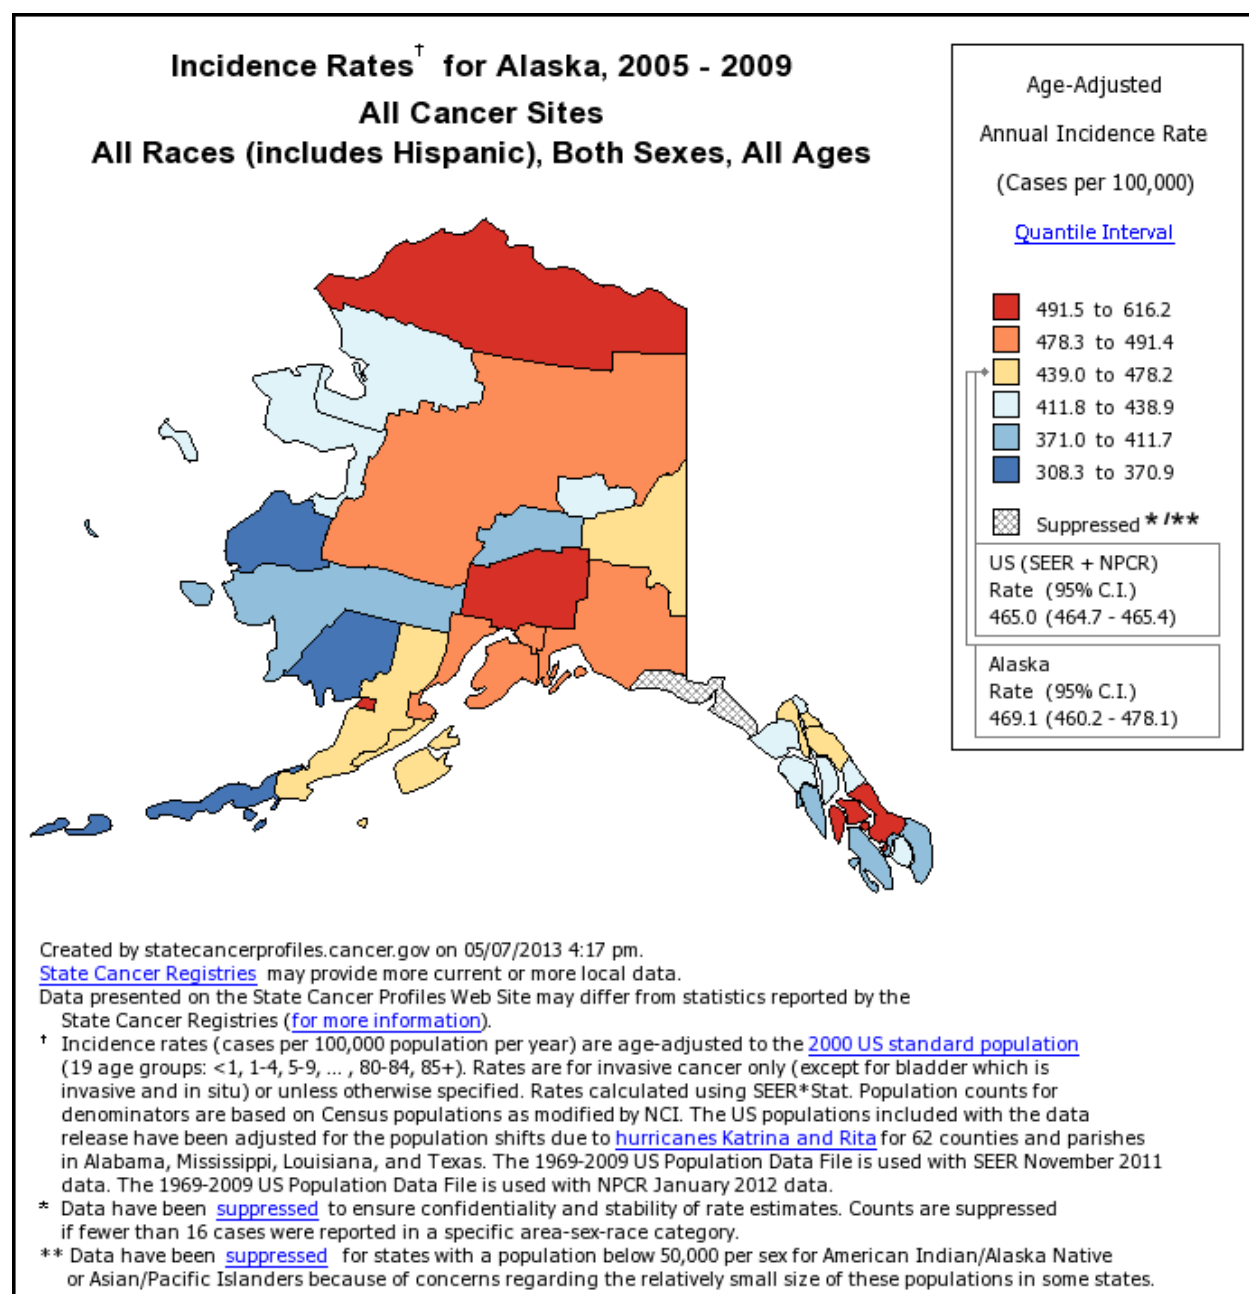 Incidence Rates† for Alaska, 2005 - 2009
All Cancer Sites
All Races (includes Hispanic), Both Sexes, All Ages
Age-Adjusted
Annual Incidence Rate
(Cases per 100,000)
Quantile Interval
491.5 to 616.2
478.3 to 491.4
439.0 to 478.2
411.8 to 438.9
371.0 to 411.7
308.3 to 370.9
Suppressed */**
US (SEER + NPCR)
Rate (95% C.I.)
465.0 (464.7 - 465.4)
Alaska
Rate (95% C.I.)
469.1 (460.2 - 478.1)
Created by statecancerprofiles.cancer.gov on 05/07/2013 4:17 pm.
State Cancer Registries may provide more current or more local data.
Data presented on the State Cancer Profiles Web Site may differ from statistics reported by the
State Cancer Registries (for more information).
† Incidence rates (cases per 100,000 population per year) are age-adjusted to the 2000 US standard population
(19 age groups: <1, 1-4, 5-9, ... , 80-84, 85+). Rates are for invasive cancer only (except for bladder which is
invasive and in situ) or unless otherwise specified. Rates calculated using SEER*Stat. Population counts for
denominators are based on Census populations as modified by NCI. The US populations included with the data
release have been adjusted for the population shifts due to hurricanes Katrina and Rita for 62 counties and parishes
in Alabama, Mississippi, Louisiana, and Texas. The 1969-2009 US Population Data File is used with SEER November 2011
data. The 1969-2009 US Population Data File is used with NPCR January 2012 data.
* Data have been suppressed to ensure confidentiality and stability of rate estimates. Counts are suppressed
if fewer than 16 cases were reported in a specific area-sex-race category.
** Data have been suppressed for states with a population below 50,000 per sex for American Indian/Alaska Native
or Asian/Pacific Islanders because of concerns regarding the relatively small size of these populations in some states.